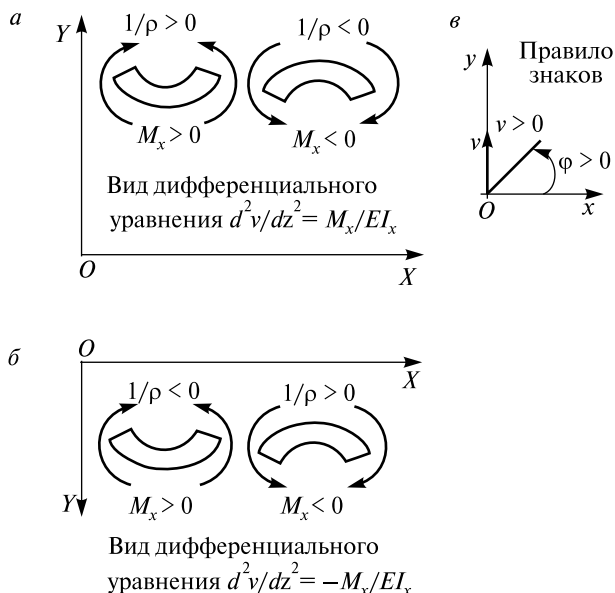 а
Y
1/ρ > 0
1/ρ < 0
M_x > 0
M_x < 0
Вид дифференциального
уравнения d²v/dz² = M_x/EI_x
O
X
в
y
Правило
знаков
v
v > 0
φ > 0
O
x
б
O
X
1/ρ < 0
1/ρ > 0
Y
M_x > 0
M_x < 0
Вид дифференциального
уравнения d²v/dz² = −M_x/EI_x